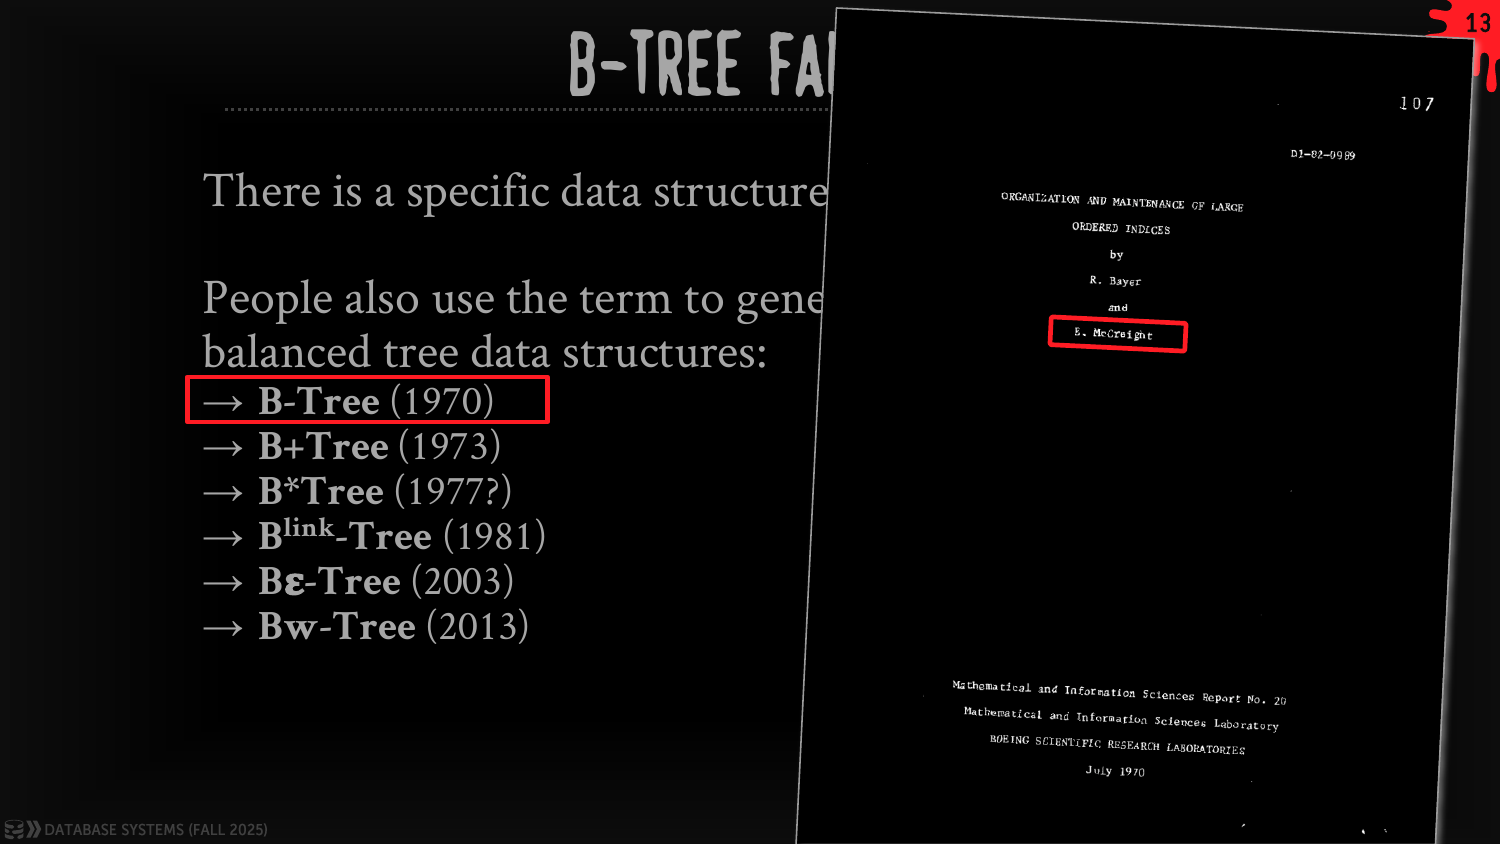 B-TREE FA
13
There is a specific data structure
People also use the term to gene
balanced tree data structures:
→ B-Tree (1970)
→ B+Tree (1973)
→ B*Tree (1977?)
→ Blink-Tree (1981)
→ Bε-Tree (2003)
→ Bw-Tree (2013)
107
D1-82-0989
ORGANIZATION AND MAINTENANCE OF LARGE
ORDERED INDICES
by
R. Bayer
and
E. McCreight
Mathematical and Information Sciences Report No. 20
Mathematical and Information Sciences Laboratory
BOEING SCIENTIFIC RESEARCH LABORATORIES
July 1970
DATABASE SYSTEMS (FALL 2025)